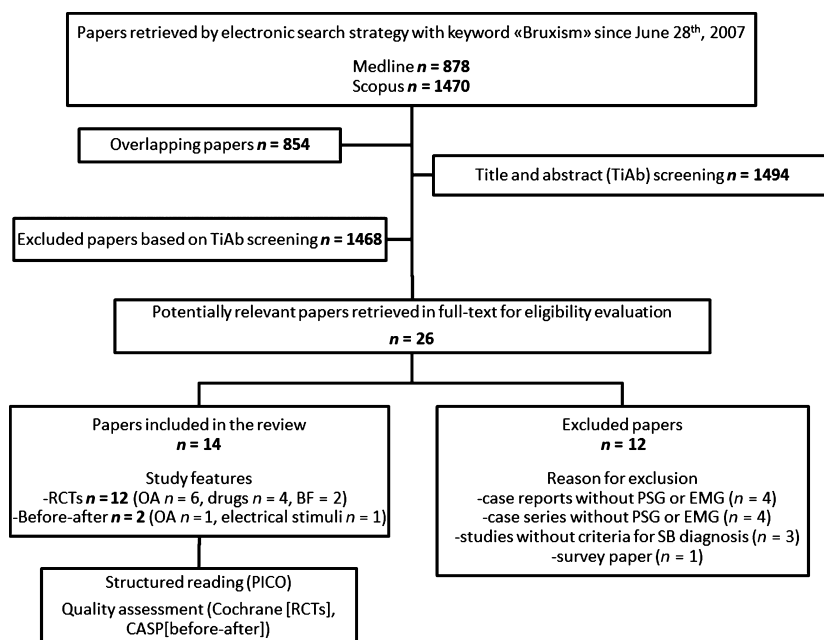 Papers retrieved by electronic search strategy with keyword «Bruxism» since June 28th, 2007
Medline n = 878
Scopus n = 1470
Overlapping papers n = 854
Title and abstract (TiAb) screening n = 1494
Excluded papers based on TiAb screening n = 1468
Potentially relevant papers retrieved in full-text for eligibility evaluation
n = 26
Papers included in the review
n = 14
Study features
-RCTs n = 12 (OA n = 6, drugs n = 4, BF = 2)
-Before-after n = 2 (OA n = 1, electrical stimuli n = 1)
Excluded papers
n = 12
Reason for exclusion
-case reports without PSG or EMG (n = 4)
-case series without PSG or EMG (n = 4)
-studies without criteria for SB diagnosis (n = 3)
-survey paper (n = 1)
Structured reading (PICO)
Quality assessment (Cochrane [RCTs],
CASP[before-after])